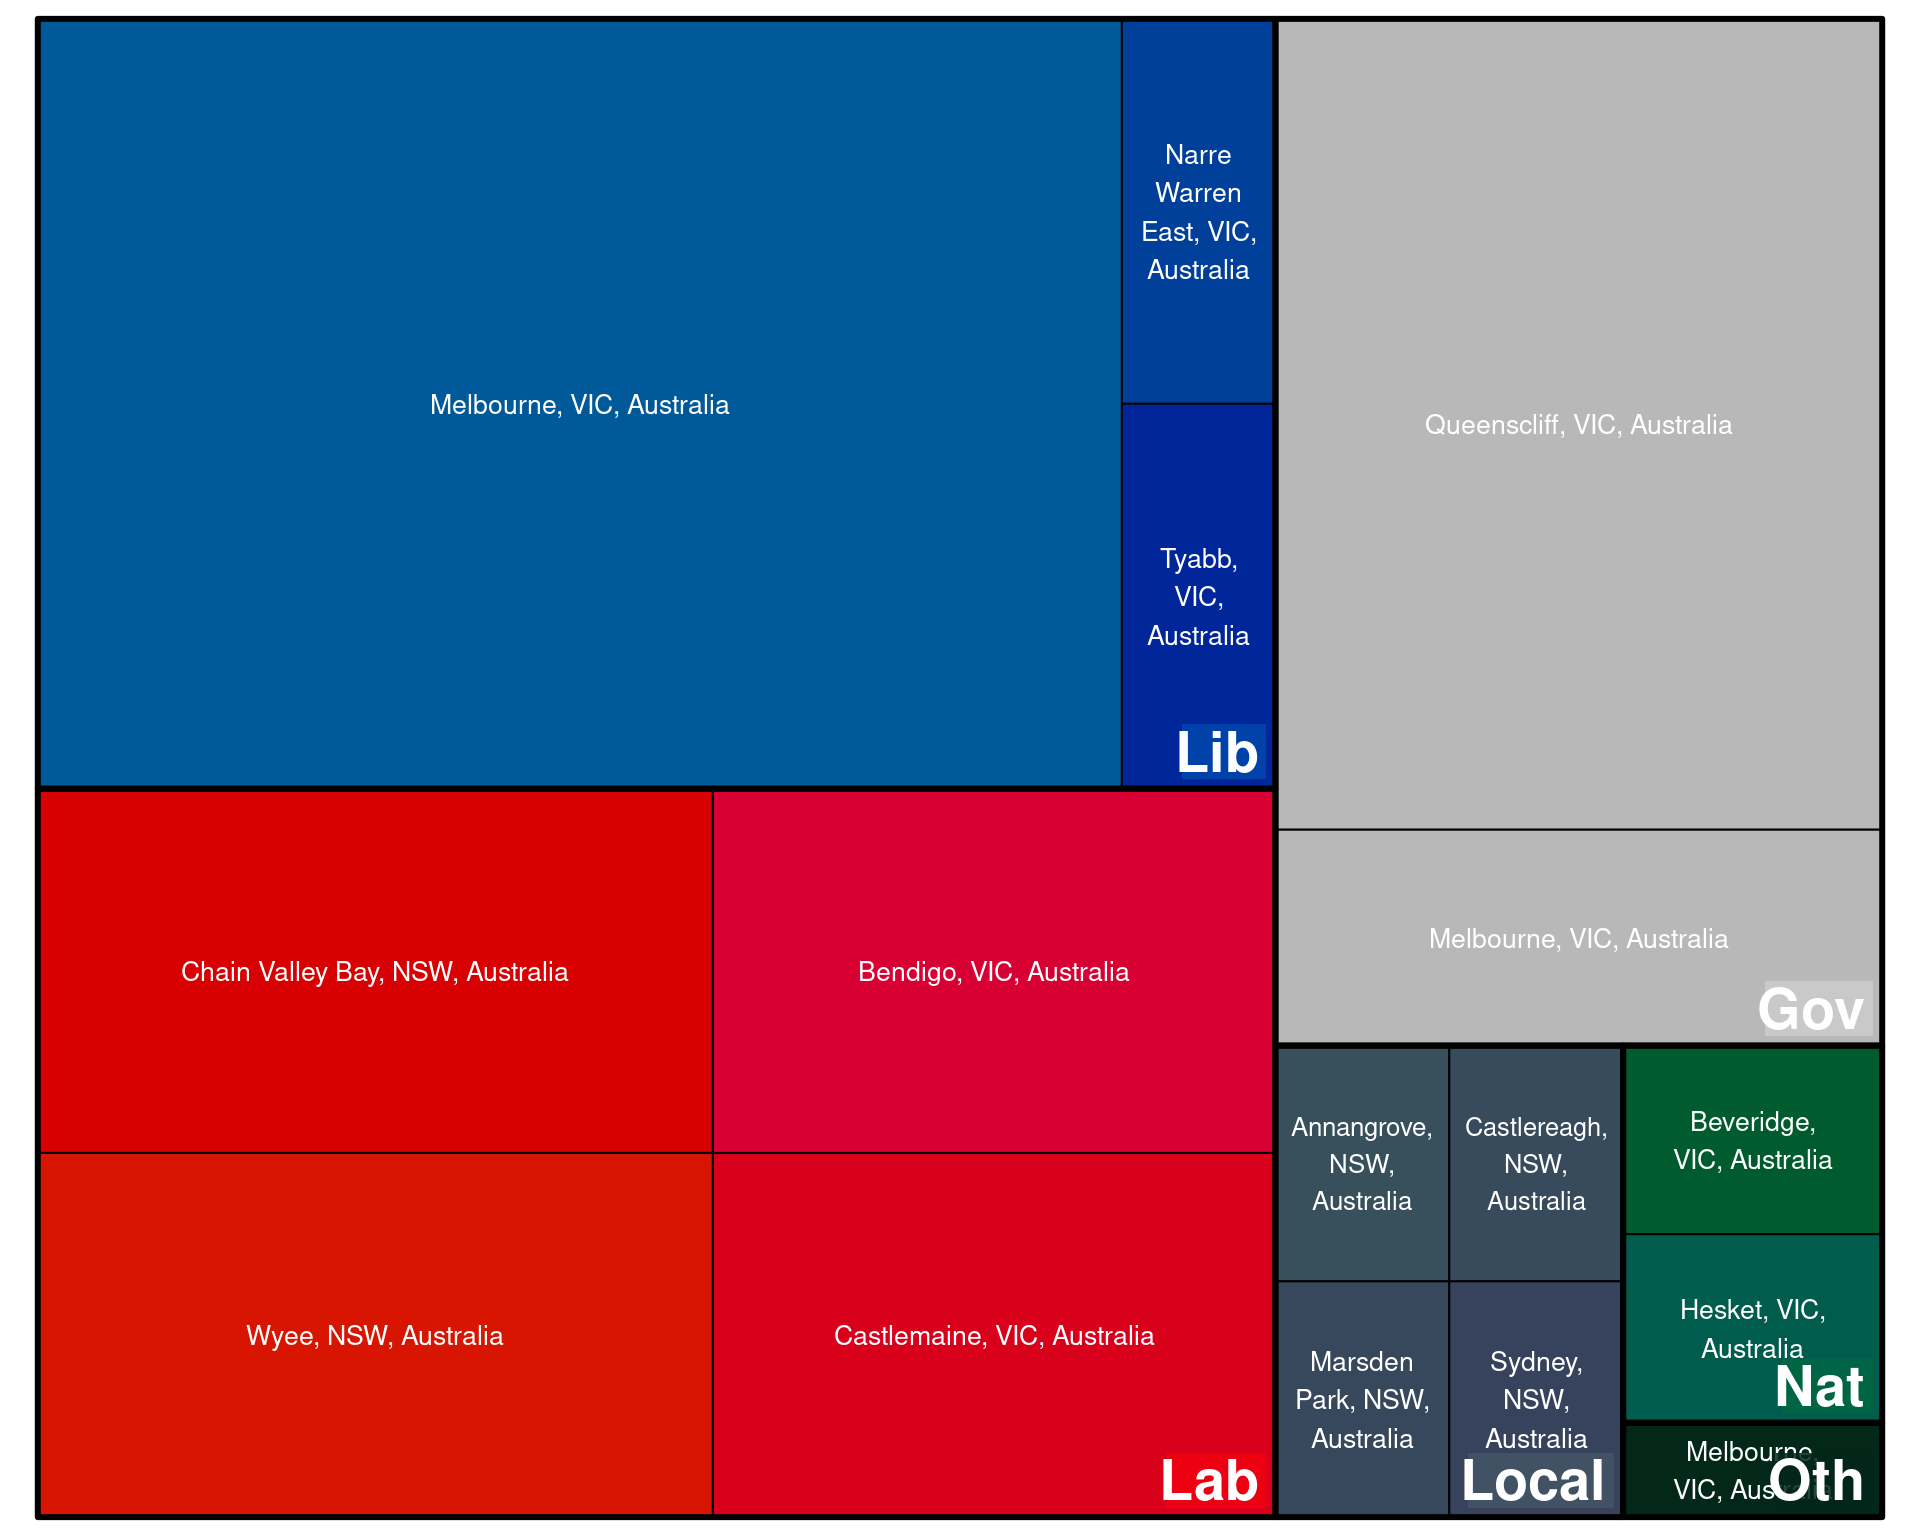 Melbourne, VIC, Australia
Narre
Warren
East, VIC,
Australia
Tyabb,
VIC,
Australia
Lib
Queenscliff, VIC, Australia
Melbourne, VIC, Australia
Gov
Chain Valley Bay, NSW, Australia
Bendigo, VIC, Australia
Wyee, NSW, Australia
Castlemaine, VIC, Australia
Lab
Annangrove,
NSW,
Australia
Castlereagh,
NSW,
Australia
Marsden
Park, NSW,
Australia
Sydney,
NSW,
Australia
Local
Beveridge,
VIC, Australia
Hesket, VIC,
Australia
Nat
Melbourne,
VIC, Australia
Oth